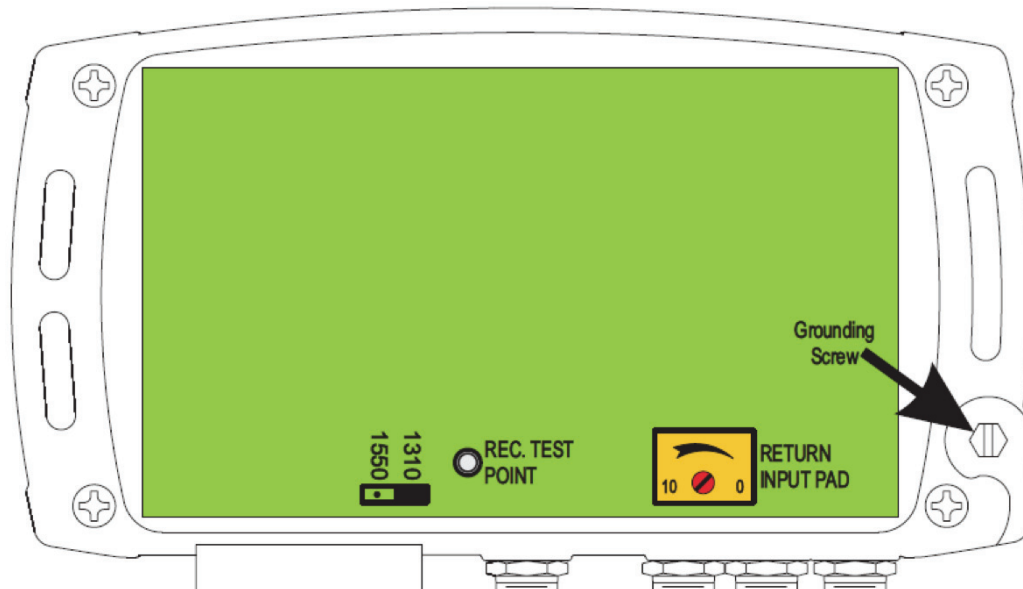 Grounding
Screw
1550
1310
REC. TEST
POINT
RETURN
INPUT PAD
10
0